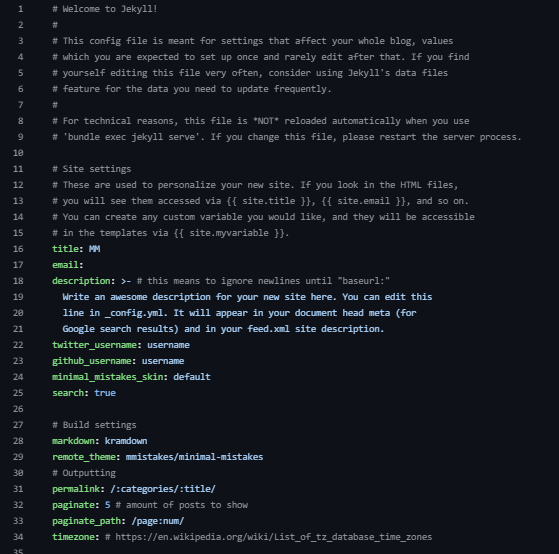 1 # Welcome to Jekyll!
2 #
3 # This config file is meant for settings that affect your whole blog, values
4 # which you are expected to set up once and rarely edit after that. If you find
5 # yourself editing this file very often, consider using Jekyll's data files
6 # feature for the data you need to update frequently.
7 #
8 # For technical reasons, this file is *NOT* reloaded automatically when you use
9 # 'bundle exec jekyll serve'. If you change this file, please restart the server process.
10
11 # Site settings
12 # These are used to personalize your new site. If you look in the HTML files,
13 # you will see them accessed via {{ site.title }}, {{ site.email }}, and so on.
14 # You can create any custom variable you would like, and they will be accessible
15 # in the templates via {{ site.myvariable }}.
16 title: MM
17 email:
18 description: >- # this means to ignore newlines until "baseurl:"
19 Write an awesome description for your new site here. You can edit this
20 line in _config.yml. It will appear in your document head meta (for
21 Google search results) and in your feed.xml site description.
22 twitter_username: username
23 github_username: username
24 minimal_mistakes_skin: default
25 search: true
26
27 # Build settings
28 markdown: kramdown
29 remote_theme: mmistakes/minimal-mistakes
30 # Outputting
31 permalink: /:categories/:title/
32 paginate: 5 # amount of posts to show
33 paginate_path: /page:num/
34 timezone: # https://en.wikipedia.org/wiki/List_of_tz_database_time_zones
35